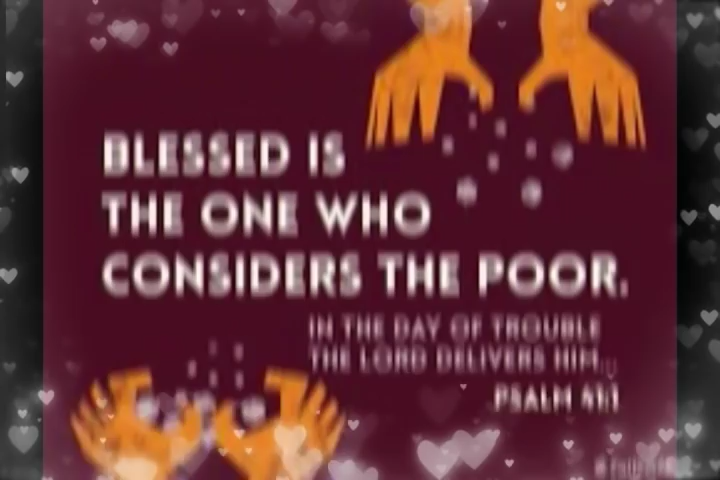 BLESSED IS
THE ONE WHO
CONSIDERS THE POOR.
IN THE DAY OF TROUBLE
THE LORD DELIVERS HIM...
PSALM 41:1